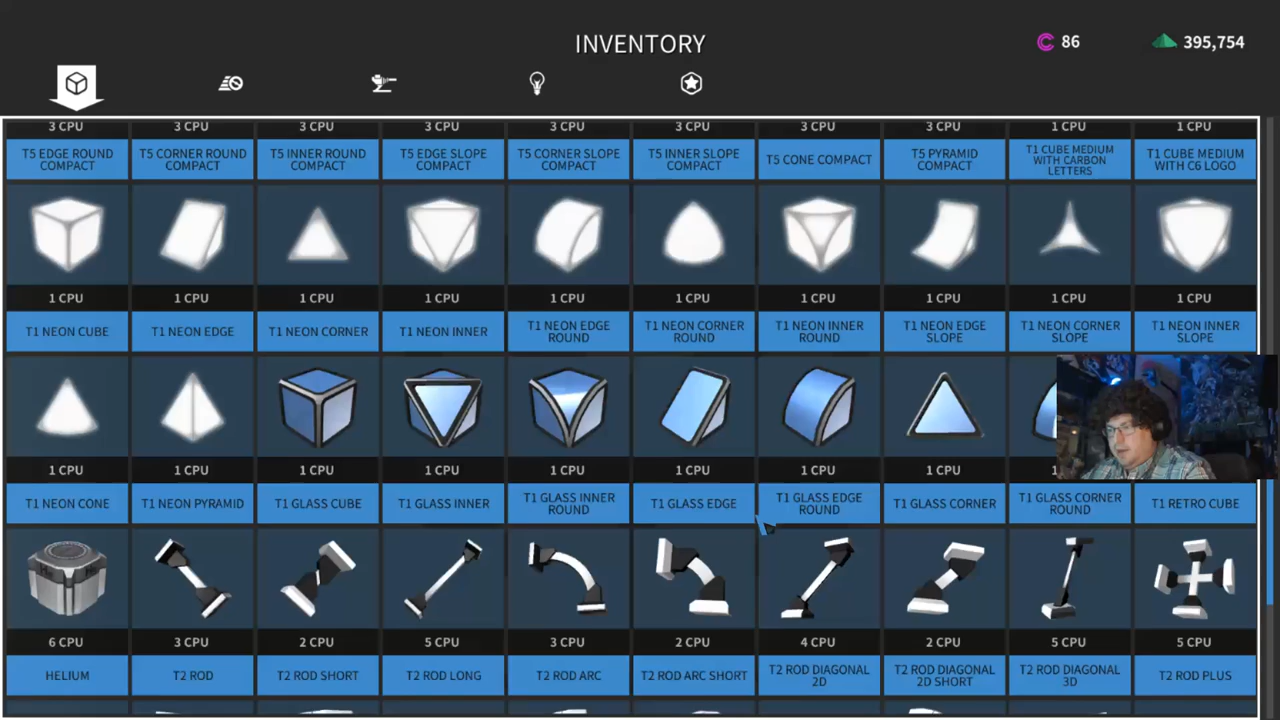 INVENTORY
86
395,754
3 CPU 3 CPU 3 CPU 3 CPU 3 CPU 3 CPU 3 CPU 3 CPU 1 CPU 1 CPU
T5 EDGE ROUND COMPACT
T5 CORNER ROUND COMPACT
T5 INNER ROUND COMPACT
T5 EDGE SLOPE COMPACT
T5 CORNER SLOPE COMPACT
T5 INNER SLOPE COMPACT
T5 CONE COMPACT
T5 PYRAMID COMPACT
T1 CUBE MEDIUM WITH CARBON LETTERS
T1 CUBE MEDIUM WITH C6 LOGO
1 CPU 1 CPU 1 CPU 1 CPU 1 CPU 1 CPU 1 CPU 1 CPU 1 CPU 1 CPU
T1 NEON CUBE
T1 NEON EDGE
T1 NEON CORNER
T1 NEON INNER
T1 NEON EDGE ROUND
T1 NEON CORNER ROUND
T1 NEON INNER ROUND
T1 NEON EDGE SLOPE
T1 NEON CORNER SLOPE
T1 NEON INNER SLOPE
1 CPU 1 CPU 1 CPU 1 CPU 1 CPU 1 CPU 1 CPU 1 CPU 1
T1 NEON CONE
T1 NEON PYRAMID
T1 GLASS CUBE
T1 GLASS INNER
T1 GLASS INNER ROUND
T1 GLASS EDGE
T1 GLASS EDGE ROUND
T1 GLASS CORNER
T1 GLASS CORNER ROUND
T1 RETRO CUBE
6 CPU 3 CPU 2 CPU 5 CPU 3 CPU 2 CPU 4 CPU 2 CPU 5 CPU 5 CPU
HELIUM
T2 ROD
T2 ROD SHORT
T2 ROD LONG
T2 ROD ARC
T2 ROD ARC SHORT
T2 ROD DIAGONAL 2D
T2 ROD DIAGONAL 2D SHORT
T2 ROD DIAGONAL 3D
T2 ROD PLUS